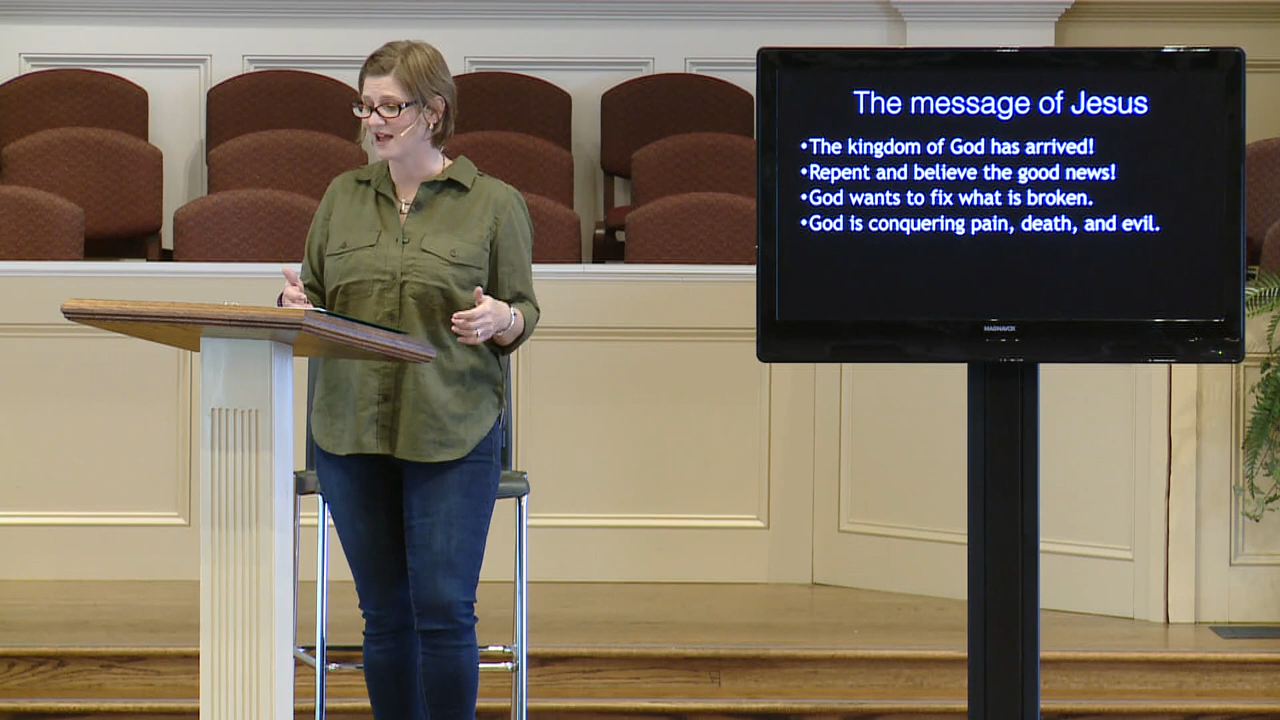 The message of Jesus
•The kingdom of God has arrived!
•Repent and believe the good news!
•God wants to fix what is broken.
•God is conquering pain, death, and evil.
MAGNAVOX